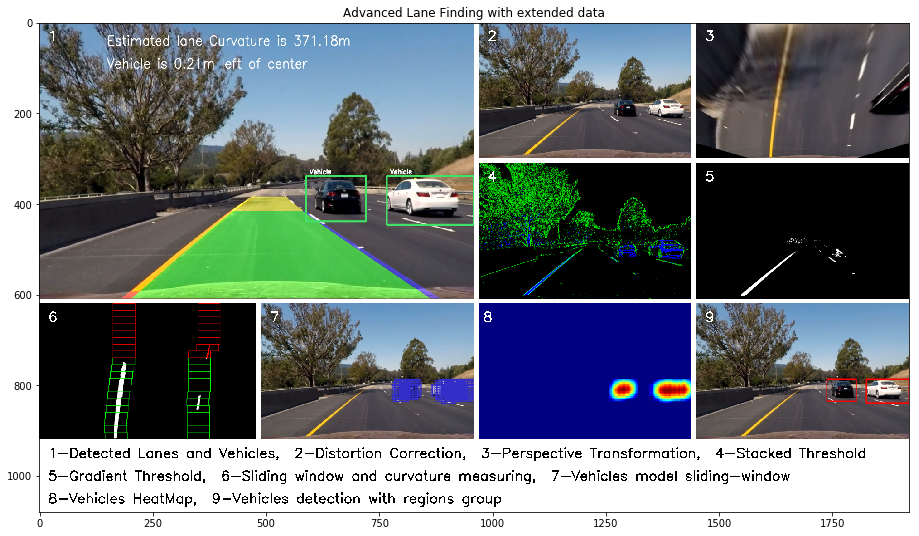 Advanced Lane Finding with extended data
0
200
400
600
800
1000
0
250
500
750
1000
1250
1500
1750
1
Estimated lane Curvature is 371.18m
Vehicle is 0.21m eft of center
Vehicle
Vehicle
2
3
4
5
6
7
8
9
1-Detected Lanes and Vehicles, 2-Distortion Correction, 3-Perspective Transformation, 4-Stacked Threshold
5-Gradient Threshold, 6-Sliding window and curvature measuring, 7-Vehicles model sliding-window
8-Vehicles HeatMap, 9-Vehicles detection with regions group